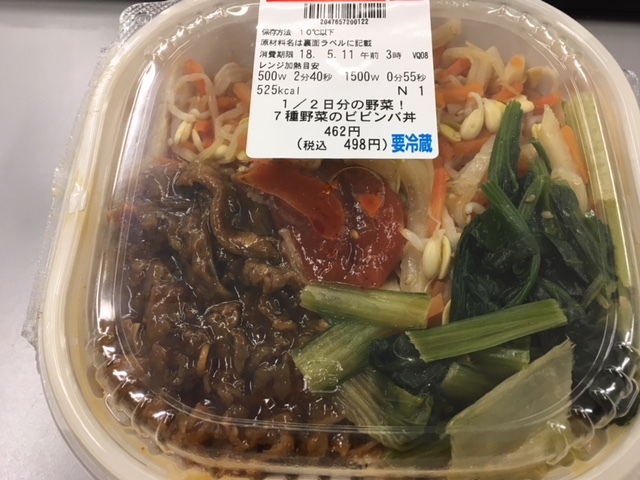 2047657200122
保存方法 10℃以下
原材料名は裏面ラベルに記載
消費期限 18. 5.11 午前 3時 VQ08
レンジ加熱目安
500W 2分40秒 1500W 0分55秒
525kcal N 1
1/2日分の野菜!
7種野菜のビビンバ丼
462円
(税込 498円) 要冷蔵